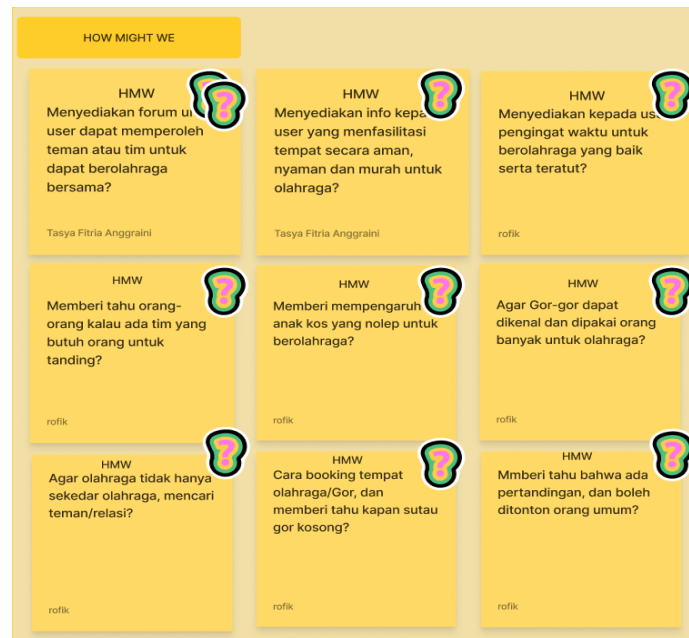 HOW MIGHT WE
HMW
Menyediakan forum
user dapat memperoleh
teman atau tim untuk
dapat berolahraga
bersama?
Tasya Fitria Anggraini
HMW
Menyediakan info
user yang menfasilitasi
tempat secara aman,
nyaman dan murah untuk
olahraga?
Tasya Fitria Anggraini
HMW
Menyediakan kepada
pengingat waktu untuk
berolahraga yang baik
serta teratut?
rofik
HMW
Memberi tahu orang-
orang kalau ada tim yang
butuh orang untuk
tanding?
rofik
HMW
Memberi mempengaruh
anak kos yang nolep untuk
berolahraga?
rofik
HMW
Agar Gor-gor dapat
dikenal dan dipakai orang
banyak untuk olahraga?
rofik
HMW
Agar olahraga tidak hanya
sekedar olahraga, mencari
teman/relasi?
rofik
HMW
Cara booking tempat
olahraga/Gor, dan
memberi tahu kapan sutau
gor kosong?
rofik
HMW
Mmberi tahu bahwa ada
pertandingan, dan boleh
ditonton orang umum?
rofik